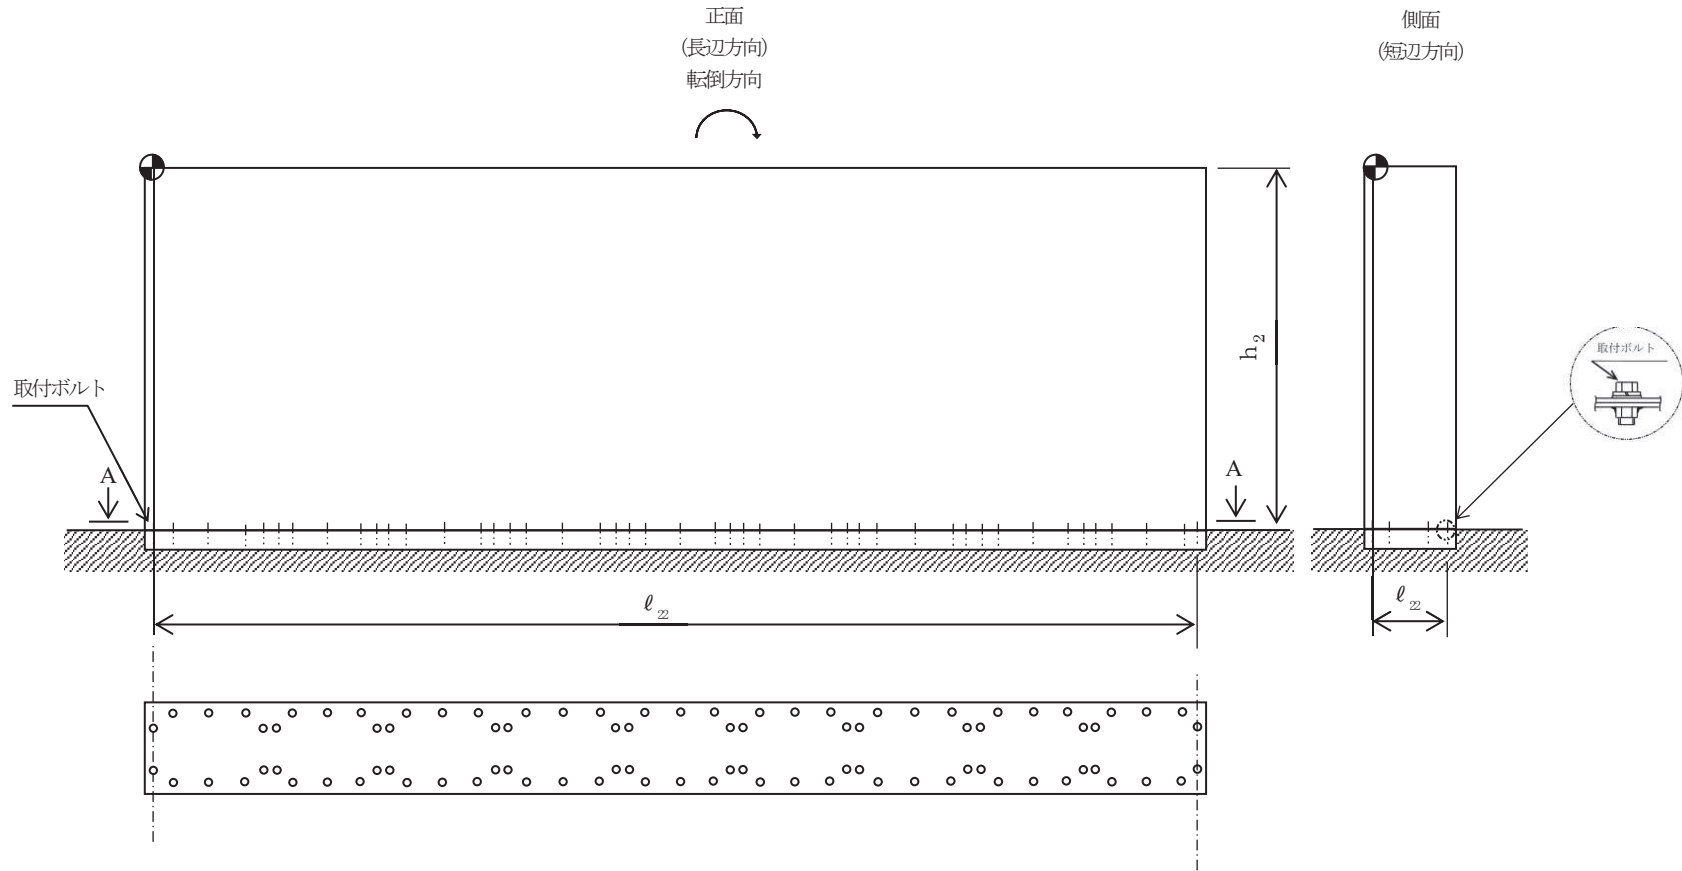 正面
(長辺方向)
転倒方向
側面
(短辺方向)
h2
取付ボルト
取付ボルト
A
A
ℓ22
ℓ22